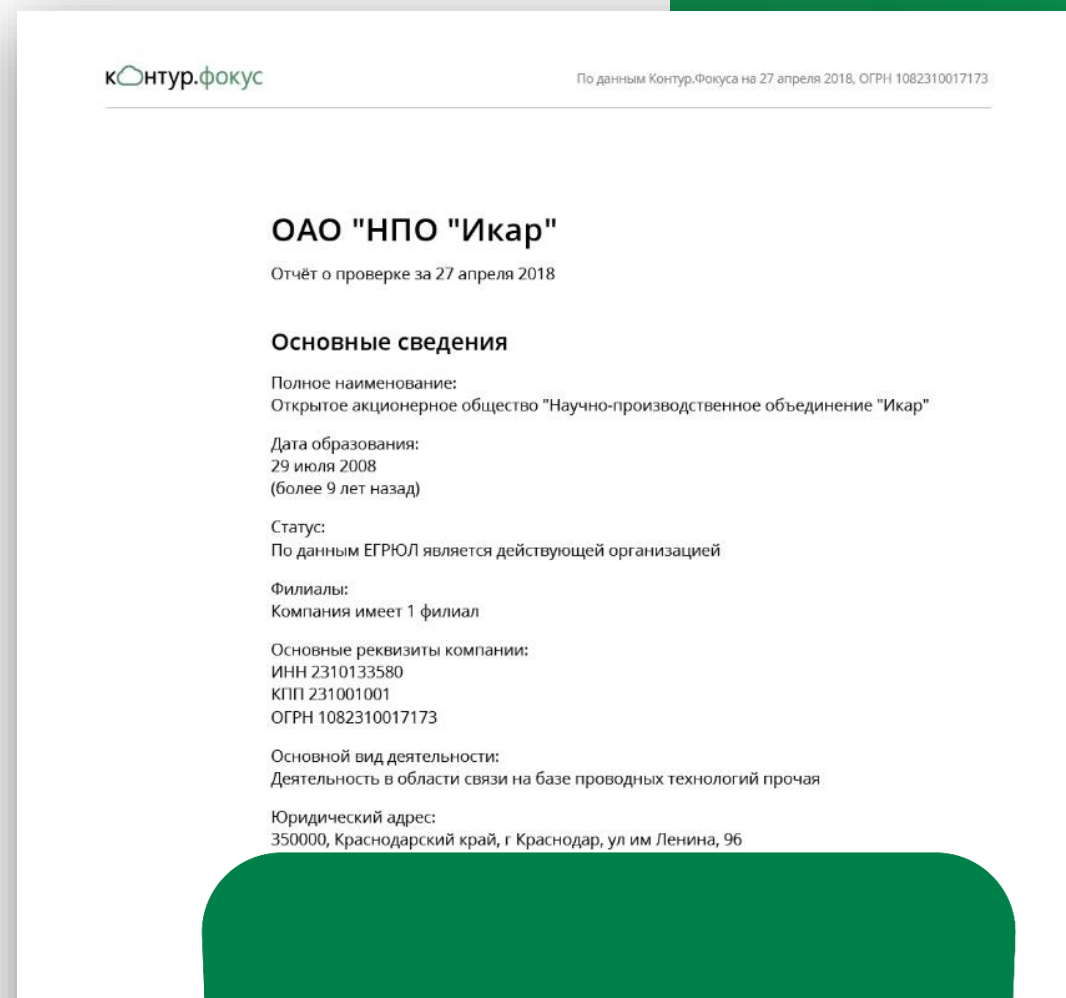 контур.фокус
По данным Контур.Фокуса на 27 апреля 2018, ОГРН 1082310017173
ОАО "НПО "Икар"
Отчёт о проверке за 27 апреля 2018
Основные сведения
Полное наименование:
Открытое акционерное общество "Научно-производственное объединение "Икар"
Дата образования:
29 июля 2008
(более 9 лет назад)
Статус:
По данным ЕГРЮЛ является действующей организацией
Филиалы:
Компания имеет 1 филиал
Основные реквизиты компании:
ИНН 2310133580
КПП 231001001
ОГРН 1082310017173
Основной вид деятельности:
Деятельность в области связи на базе проводных технологий прочая
Юридический адрес:
350000, Краснодарский край, г Краснодар, ул им Ленина, 96